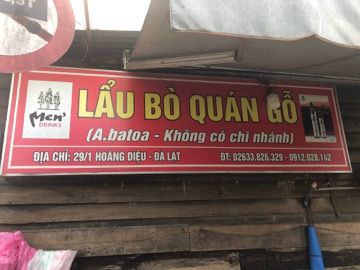 LẨU BÒ QUÁN GỖ
(A.batoa - Không có chi nhánh)
ĐỊA CHỈ: 29/1 HOÀNG DIỆU - ĐÀ LẠT ĐT: 02633.826.329 - 0912.028.142
Men'
DRINKS